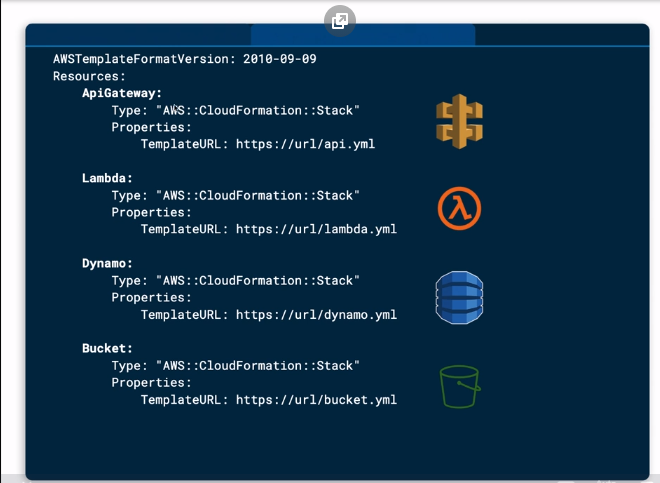 AWSTemplateFormatVersion: 2010-09-09
Resources:
    ApiGateway:
        Type: "AWS::CloudFormation::Stack"
        Properties:
            TemplateURL: https://url/api.yml

    Lambda:
        Type: "AWS::CloudFormation::Stack"
        Properties:
            TemplateURL: https://url/lambda.yml

    Dynamo:
        Type: "AWS::CloudFormation::Stack"
        Properties:
            TemplateURL: https://url/dynamo.yml

    Bucket:
        Type: "AWS::CloudFormation::Stack"
        Properties:
            TemplateURL: https://url/bucket.yml